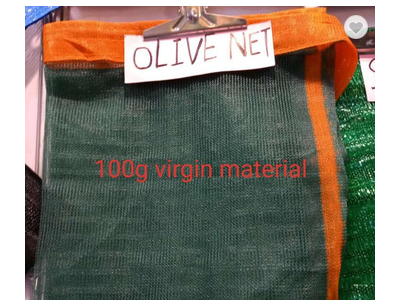 OLIVE NET
100g virgin material